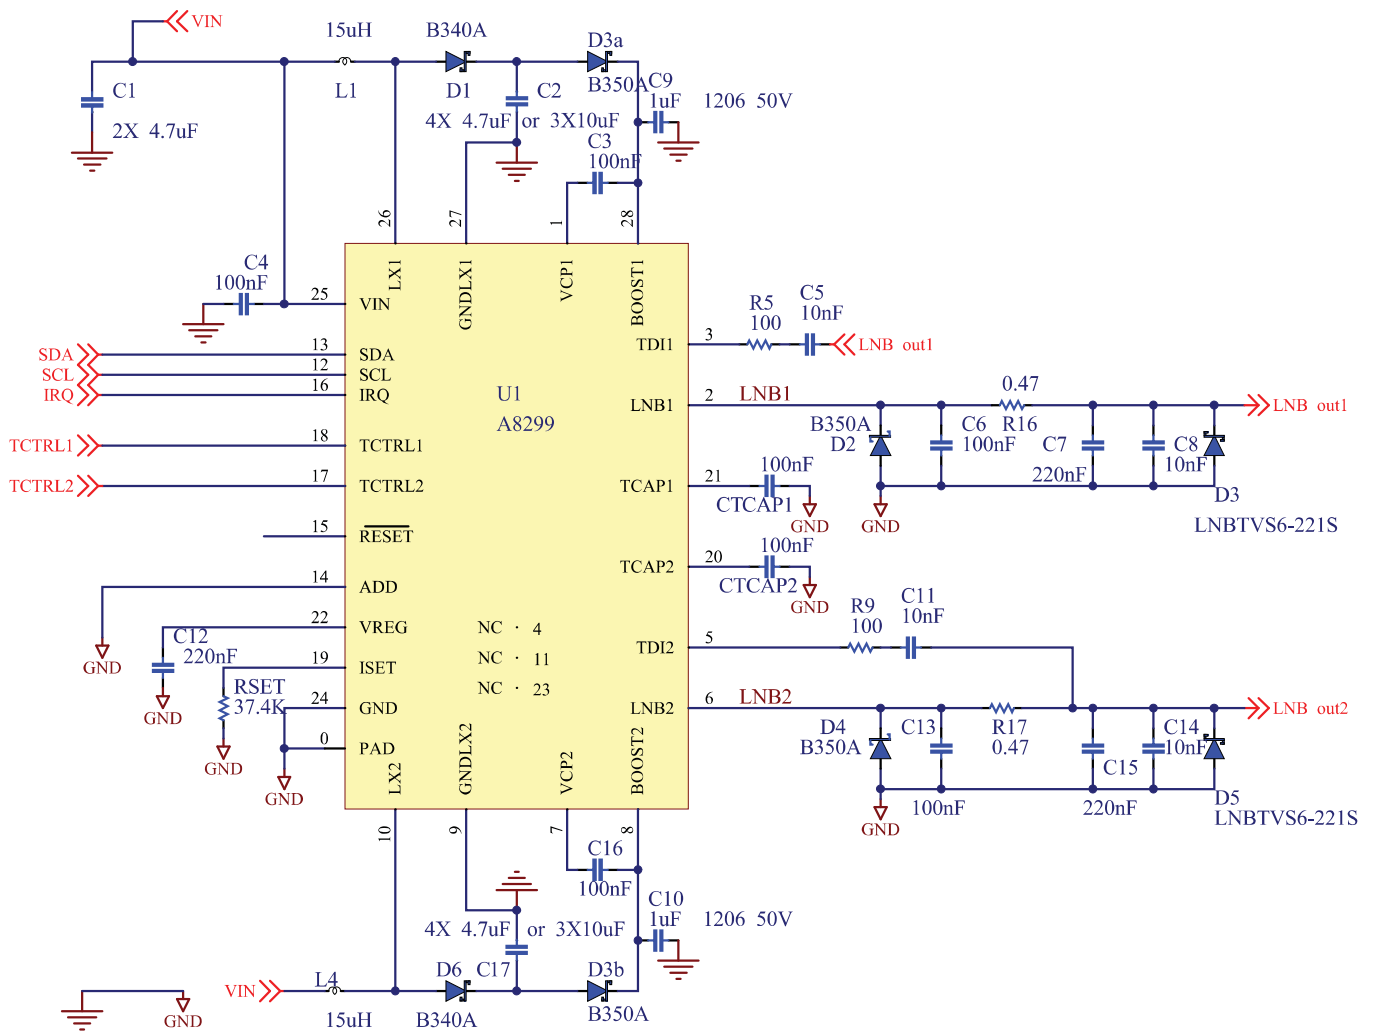 VIN
15uH
B340A
D3a
C1
L1
D1
C2
B350A
C9
1uF 1206 50V
2X 4.7uF
4X 4.7uF or 3X10uF
C3
100nF
26
27
1
28
LX1
GNDLX1
VCP1
BOOST1
C4
100nF
25
VIN
SDA
13
SDA
SCL
12
SCL
IRQ
16
IRQ
TCTRL1
18
TCTRL1
TCTRL2
17
TCTRL2
15
RESET
14
ADD
GND
22
VREG
C12
220nF
GND
19
ISET
RSET
37.4K
GND
24
GND
0
PAD
GND
U1
A8299
NC · 4
NC · 11
NC · 23
TDI1
3
R5
100
C5
10nF
LNB out1
LNB1
2
LNB1
0.47
R16
LNB out1
B350A
D2
C6
100nF
C7
220nF
C8
10nF
D3
LNBTVS6-221S
GND
TCAP1
21
100nF
CTCAP1
GND
TCAP2
20
100nF
CTCAP2
GND
TDI2
5
R9
100
C11
10nF
LNB2
6
LNB2
R17
0.47
LNB out2
D4
B350A
C13
100nF
C15
220nF
C14
10nF
D5
LNBTVS6-221S
GND
LX2
GNDLX2
VCP2
BOOST2
10
9
7
8
C16
100nF
C10
1uF 1206 50V
4X 4.7uF or 3X10uF
VIN
L4
15uH
D6
B340A
C17
D3b
B350A
GND